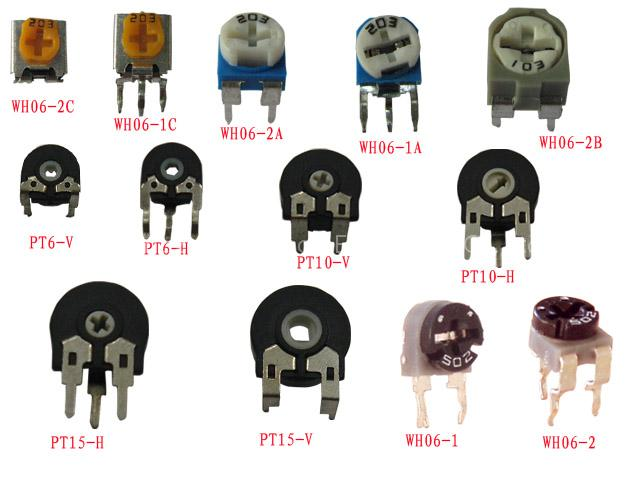 203
203
203
203
103
WH06-2C
WH06-1C
WH06-2A
WH06-1A
WH06-2B
PT6-V
PT6-H
PT10-V
PT10-H
502
502
PT15-H
PT15-V
WH06-1
WH06-2